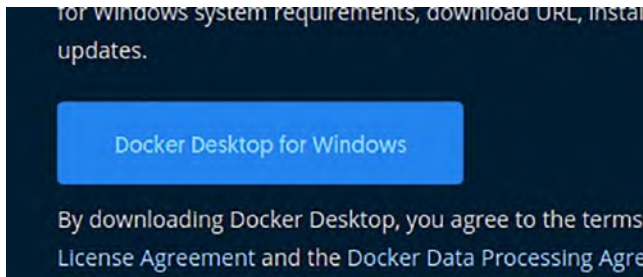 for Windows system requirements, download URL, instal
updates.
Docker Desktop for Windows
By downloading Docker Desktop, you agree to the terms
License Agreement and the Docker Data Processing Agre